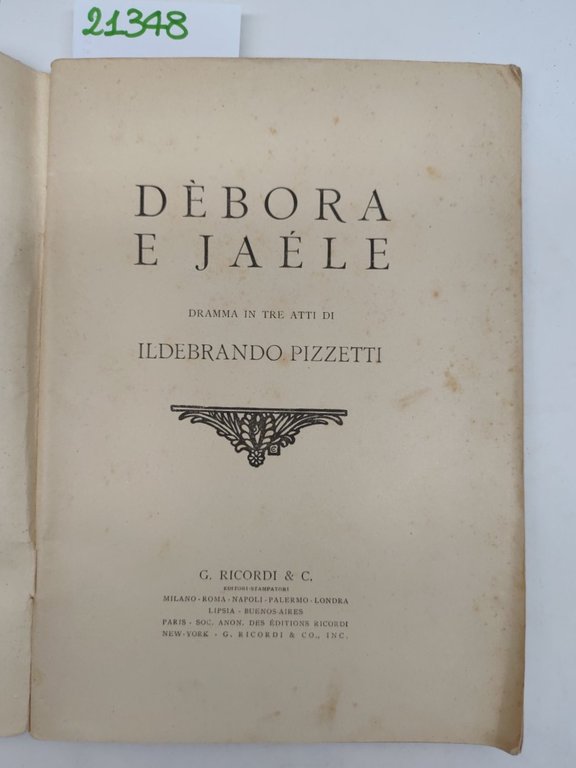 21348
DÈBORA
E JAÉLE
DRAMMA IN TRE ATTI DI
ILDEBRANDO PIZZETTI
G. RICORDI & C.
EDITORI-STAMPATORI
MILANO - ROMA - NAPOLI - PALERMO - LONDRA
LIPSIA - BUENOS-AIRES
PARIS - SOC. ANON. DES ÉDITIONS RICORDI
NEW-YORK - G. RICORDI & CO., INC.